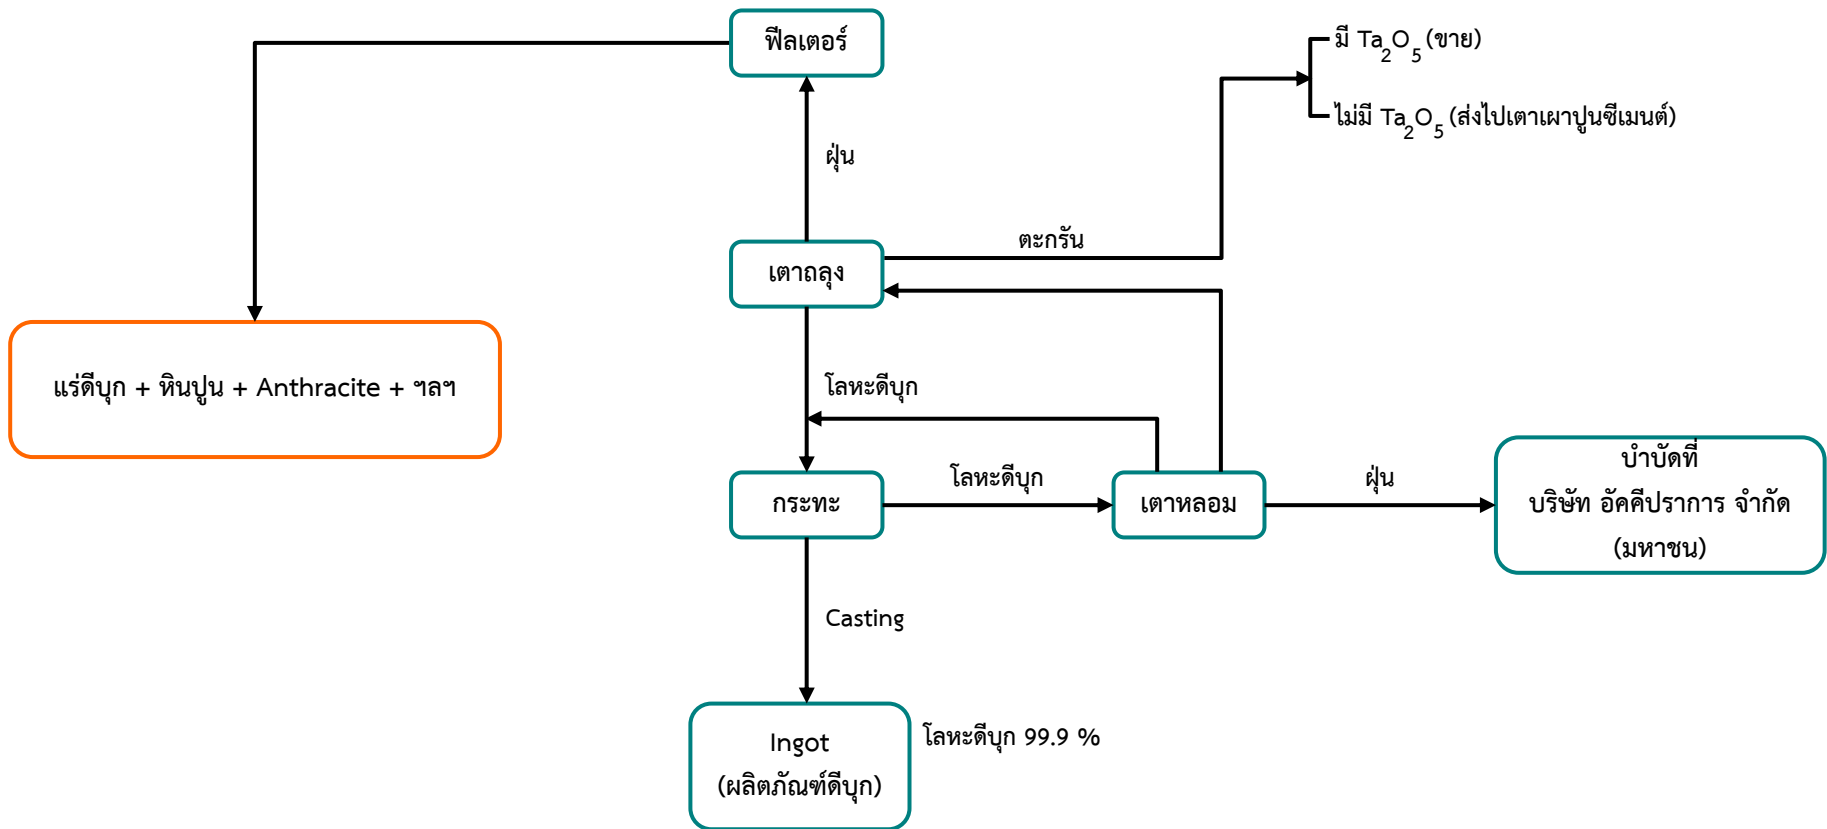 ฟีลเตอร์
มี Ta2O5 (ขาย)
ไม่มี Ta2O5 (ส่งไปเตาเผาปูนซีเมนต์)
ฝุ่น
ตะกรัน
เตาถลุง
แร่ดีบุก + หินปูน + Anthracite + ฯลฯ
โลหะดีบุก
กระทะ
โลหะดีบุก
เตาหลอม
ฝุ่น
บำบัดที่
บริษัท อัคคีปราการ จำกัด
(มหาชน)
Casting
Ingot
(ผลิตภัณฑ์ดีบุก)
โลหะดีบุก 99.9 %